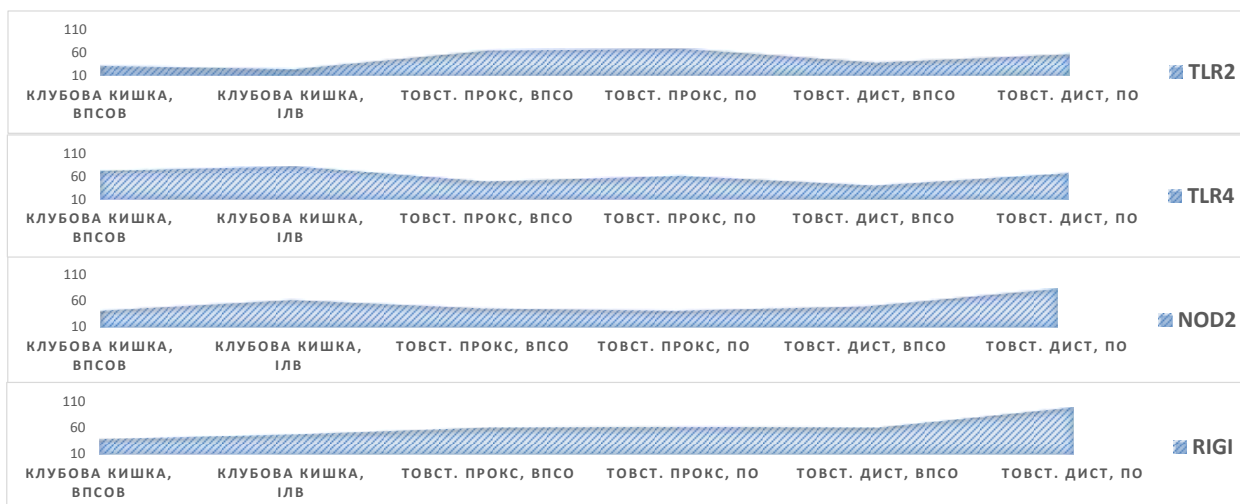 110
60
10
КЛУБОВА КИШКА, ВПСОВ
КЛУБОВА КИШКА, ІЛВ
ТОВСТ. ПРОКС, ВПСО
ТОВСТ. ПРОКС, ПО
ТОВСТ. ДИСТ, ВПСО
ТОВСТ. ДИСТ, ПО
TLR2
110
60
10
КЛУБОВА КИШКА, ВПСОВ
КЛУБОВА КИШКА, ІЛВ
ТОВСТ. ПРОКС, ВПСО
ТОВСТ. ПРОКС, ПО
ТОВСТ. ДИСТ, ВПСО
ТОВСТ. ДИСТ, ПО
TLR4
110
60
10
КЛУБОВА КИШКА, ВПСОВ
КЛУБОВА КИШКА, ІЛВ
ТОВСТ. ПРОКС, ВПСО
ТОВСТ. ПРОКС, ПО
ТОВСТ. ДИСТ, ВПСО
ТОВСТ. ДИСТ, ПО
NOD2
110
60
10
КЛУБОВА КИШКА, ВПСОВ
КЛУБОВА КИШКА, ІЛВ
ТОВСТ. ПРОКС, ВПСО
ТОВСТ. ПРОКС, ПО
ТОВСТ. ДИСТ, ВПСО
ТОВСТ. ДИСТ, ПО
RIGI